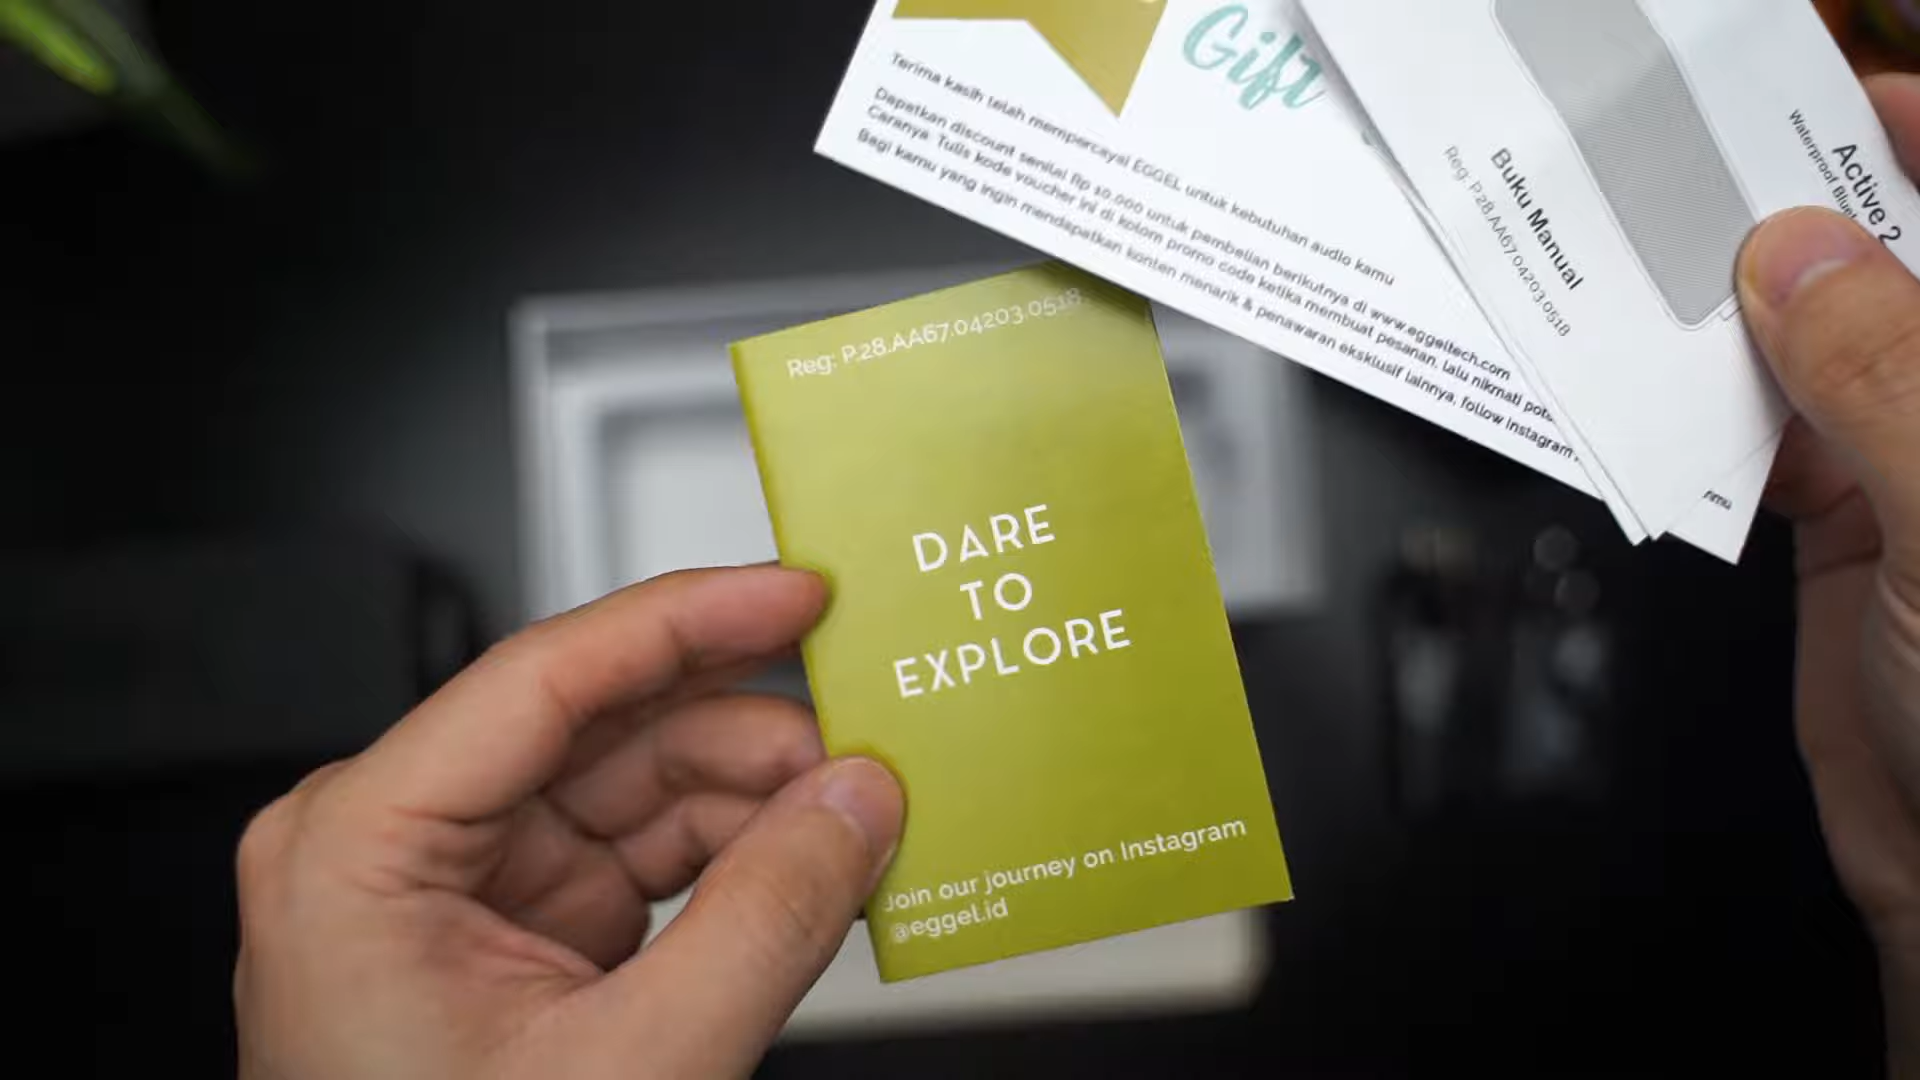 Gift
Terima kasih telah mempercayai EGGEL untuk kebutuhan audio kamu
Dapatkan discount senilai Rp 10.000 untuk pembelian berikutnya di www.eggeltech.com
Caranya: Tulis kode voucher ini di kolom promo code ketika membuat pesanan, lalu nikmati
Bagi kamu yang ingin mendapatkan konten menarik & penawaran eksklusif lainnya, follow Instagram
Active 2
Waterproof
Buku Manual
Reg: P.28.AA67.04203.0518
Reg: P.28.AA67.04203.0518
DARE
TO
EXPLORE
Join our journey on Instagram
@eggel.id